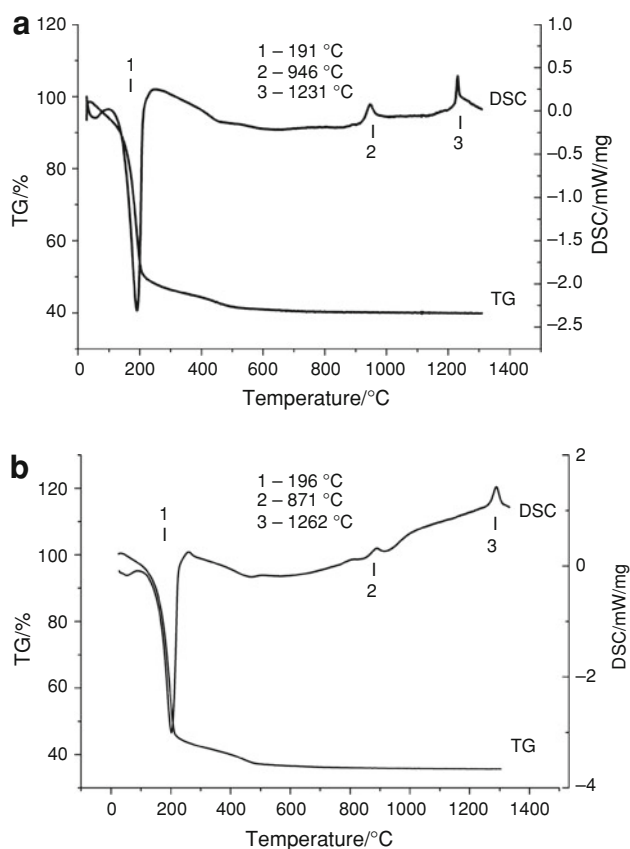 a
120
100
80
60
40
TG/%
1
1 – 191 °C
2 – 946 °C
3 – 1231 °C
DSC
2
3
TG
1.0
0.5
0.0
–0.5
–1.0
–1.5
–2.0
–2.5
DSC/mW/mg
0 200 400 600 800 1000 1200 1400
Temperature/°C
b
120
100
80
60
40
TG/%
1
1 – 196 °C
2 – 871 °C
3 – 1262 °C
DSC
2
3
TG
2
0
–2
–4
DSC/mW/mg
0 200 400 600 800 1000 1200 1400
Temperature/°C